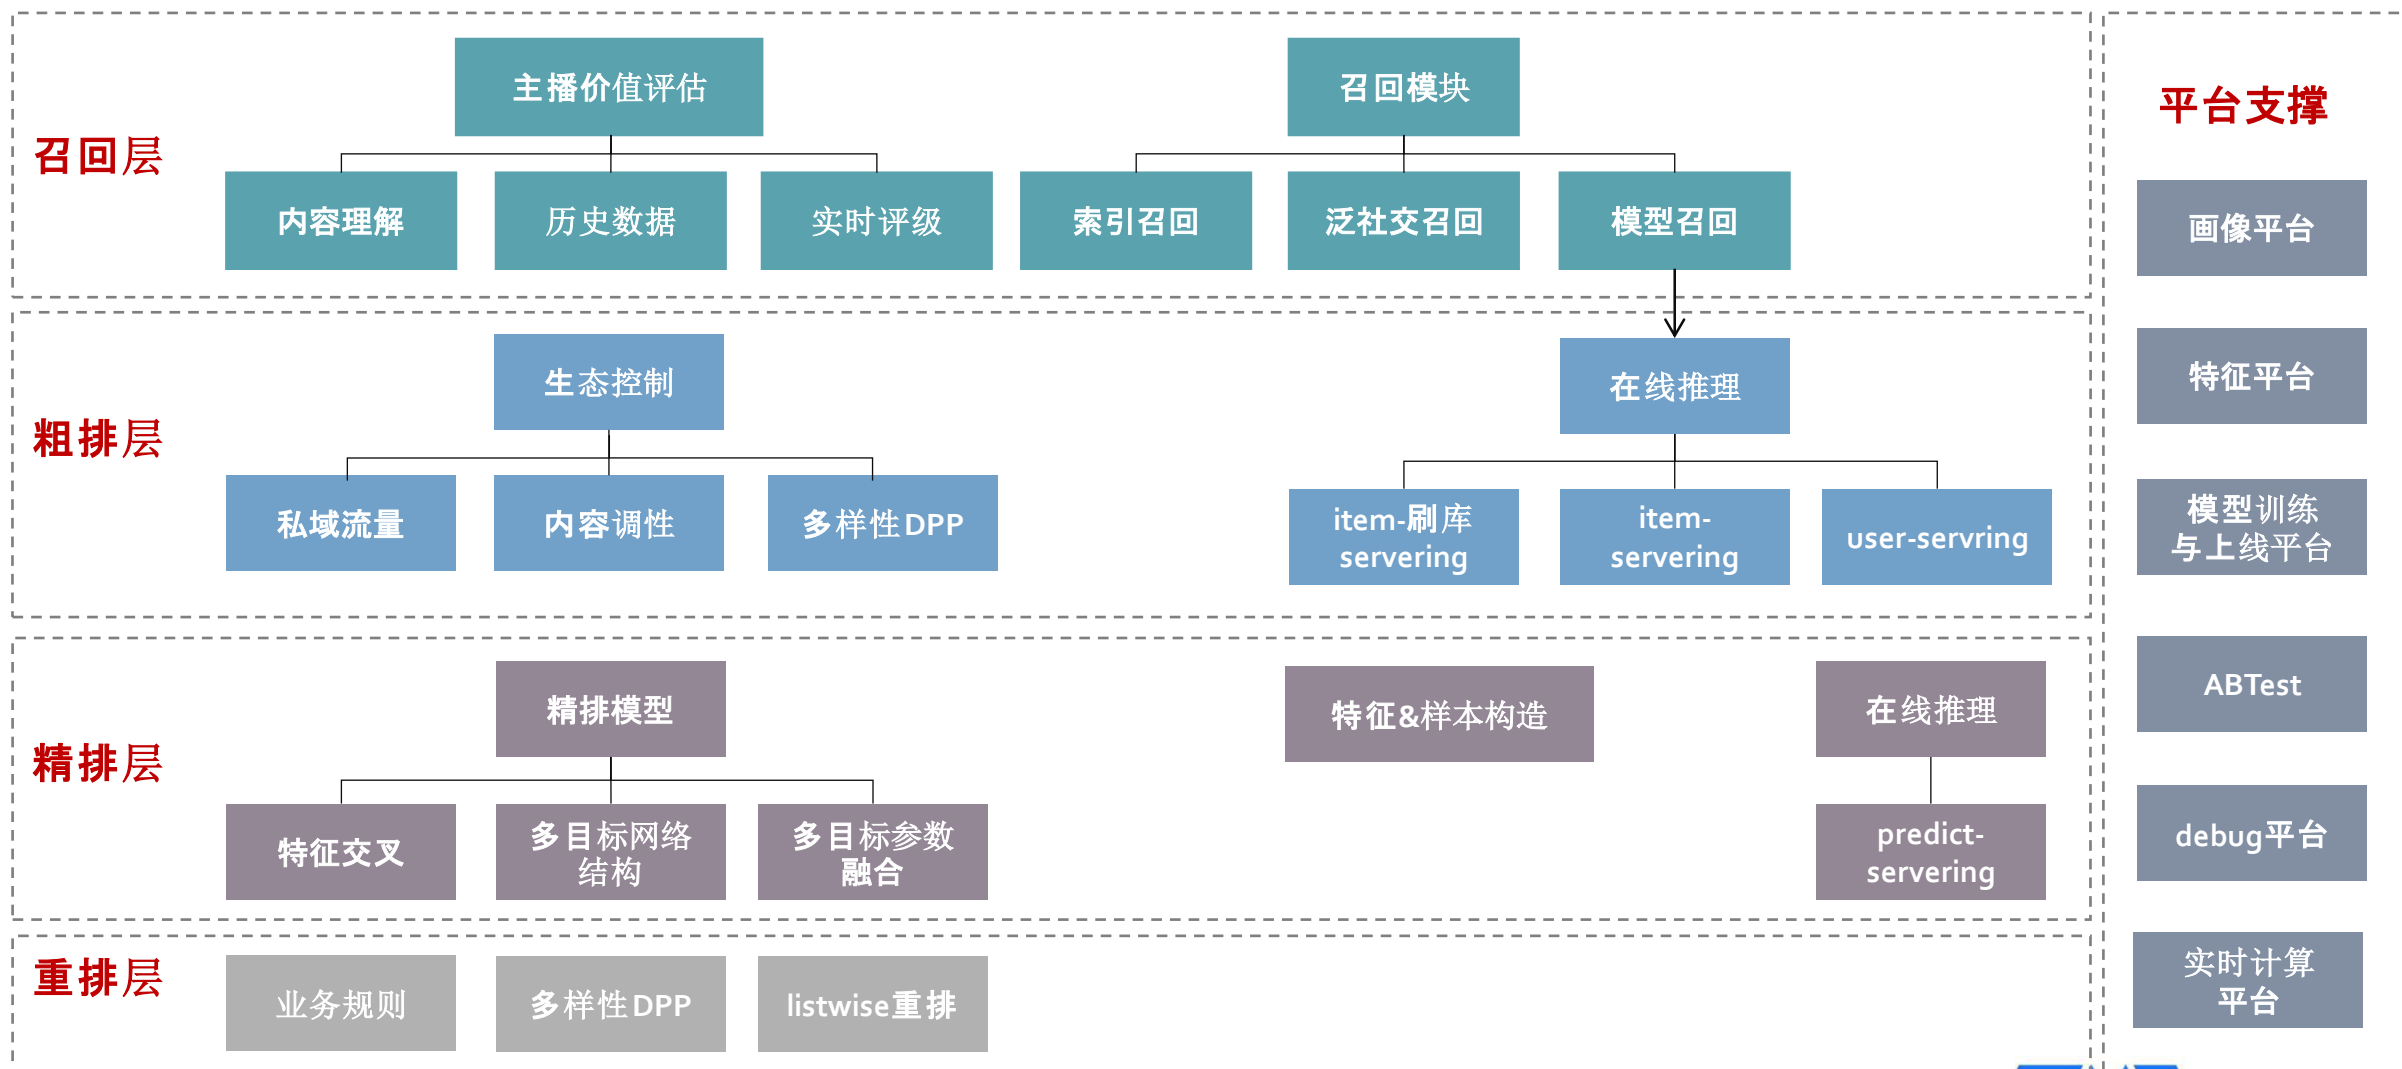 主播价值评估
召回模块
召回层
内容理解
历史数据
实时评级
索引召回
泛社交召回
模型召回
生态控制
在线推理
粗排层
私域流量
内容调性
多样性DPP
item-刷库
servering
item-
servering
user-servring
精排模型
特征&样本构造
在线推理
精排层
特征交叉
多目标网络
结构
多目标参数
融合
predict-
servering
重排层
业务规则
多样性DPP
listwise重排
平台支撑
画像平台
特征平台
模型训练
与上线平台
ABTest
debug平台
实时计算
平台